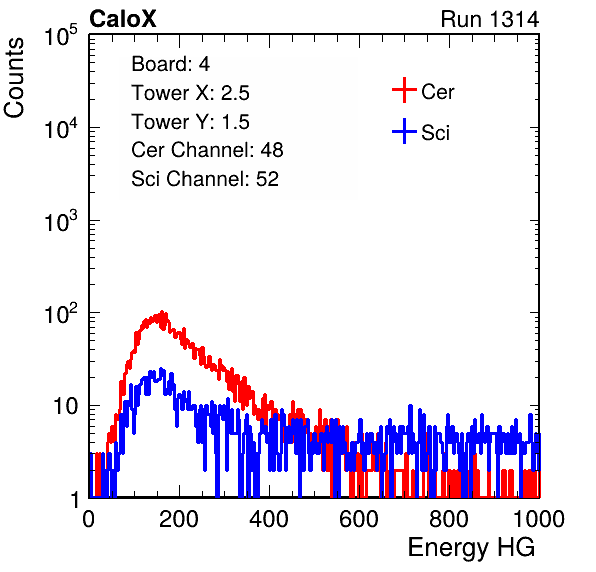 CaloX Run 1314
Board: 4
Tower X: 2.5
Tower Y: 1.5
Cer Channel: 48
Sci Channel: 52
Cer
Sci
Counts
10^5
10^4
10^3
10^2
10
1
0 200 400 600 800 1000
Energy HG